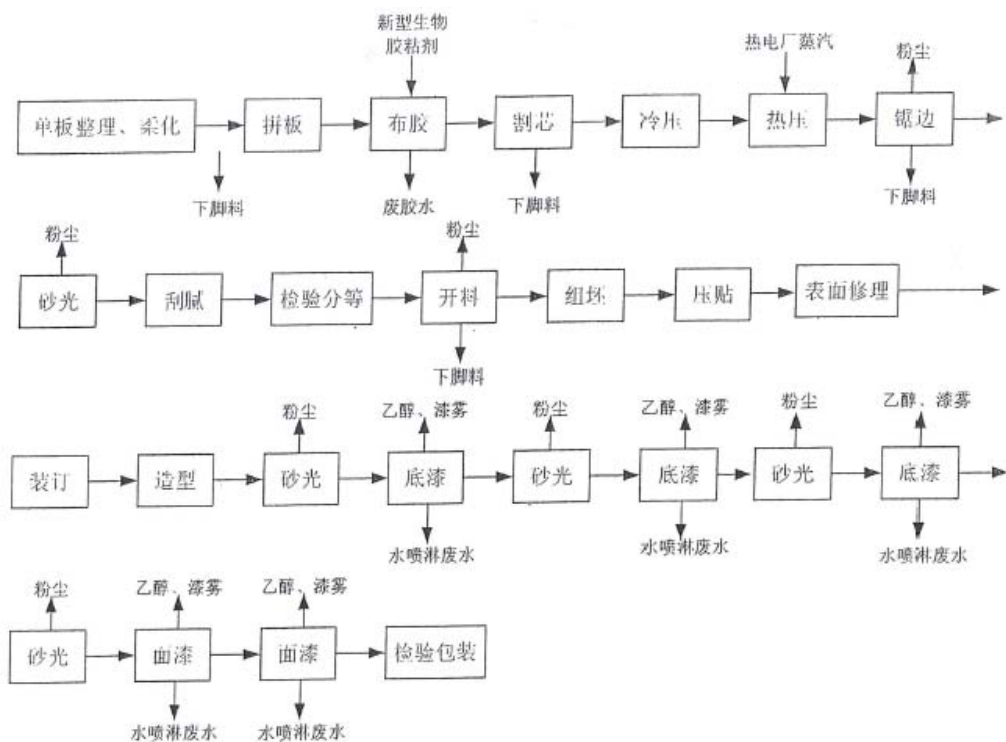 新型生物
胶粘剂
热电厂蒸汽
粉尘
单板整理、柔化
拼板
布胶
割芯
冷压
热压
锯边
下脚料
废胶水
下脚料
下脚料
粉尘
粉尘
砂光
刮腻
检验分等
开料
组坯
压贴
表面修理
下脚料
粉尘
乙醇、漆雾
粉尘
乙醇、漆雾
粉尘
乙醇、漆雾
装订
造型
砂光
底漆
砂光
底漆
砂光
底漆
水喷淋废水
水喷淋废水
水喷淋废水
粉尘
乙醇、漆雾
乙醇、漆雾
砂光
面漆
面漆
检验包装
水喷淋废水
水喷淋废水